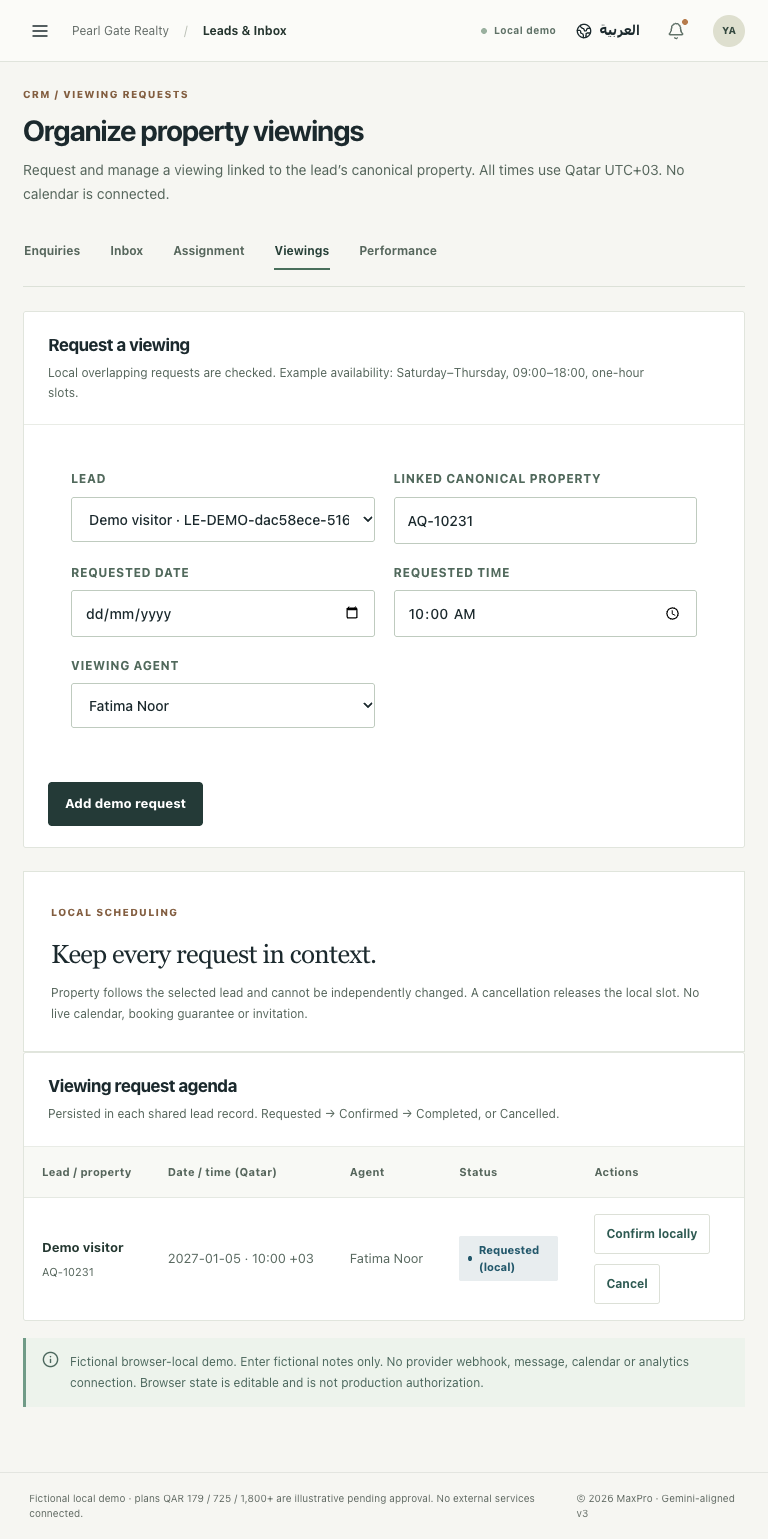 Pearl Gate Realty / Leads & Inbox
Local demo
العربية
YA
CRM / VIEWING REQUESTS
Organize property viewings
Request and manage a viewing linked to the lead’s canonical property. All times use Qatar UTC+03. No
calendar is connected.
Enquiries Inbox Assignment Viewings Performance
Request a viewing
Local overlapping requests are checked. Example availability: Saturday–Thursday, 09:00–18:00, one-hour
slots.
LEAD
Demo visitor · LE-DEMO-dac58ece-516
LINKED CANONICAL PROPERTY
AQ-10231
REQUESTED DATE
dd/mm/yyyy
REQUESTED TIME
10:00 AM
VIEWING AGENT
Fatima Noor
Add demo request
LOCAL SCHEDULING
Keep every request in context.
Property follows the selected lead and cannot be independently changed. A cancellation releases the local slot. No
live calendar, booking guarantee or invitation.
Viewing request agenda
Persisted in each shared lead record. Requested → Confirmed → Completed, or Cancelled.
Lead / property Date / time (Qatar) Agent Status Actions
Demo visitor
AQ-10231
2027-01-05 · 10:00 +03
Fatima Noor
Requested
(local)
Confirm locally
Cancel
Fictional browser-local demo. Enter fictional notes only. No provider webhook, message, calendar or analytics
connection. Browser state is editable and is not production authorization.
Fictional local demo · plans QAR 179 / 725 / 1,800+ are illustrative pending approval. No external services
connected.
© 2026 MaxPro · Gemini-aligned
v3